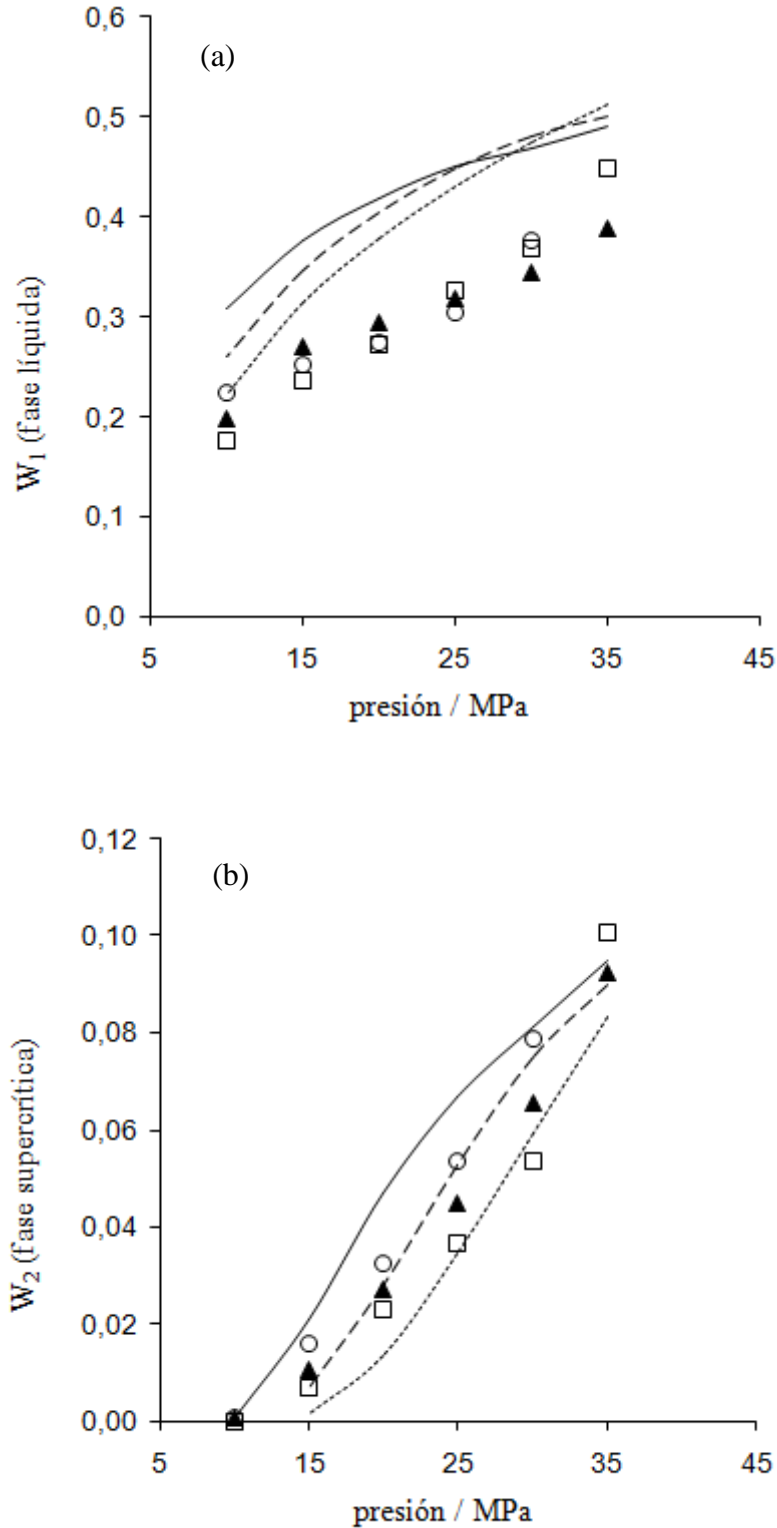 0,6
(a)
0,5
0,4
0,3
0,2
0,1
0,0
W1 (fase líquida)
5 15 25 35 45
presión / MPa
0,12
(b)
0,10
0,08
0,06
0,04
0,02
0,00
W2 (fase supercrítica)
5 15 25 35 45
presión / MPa